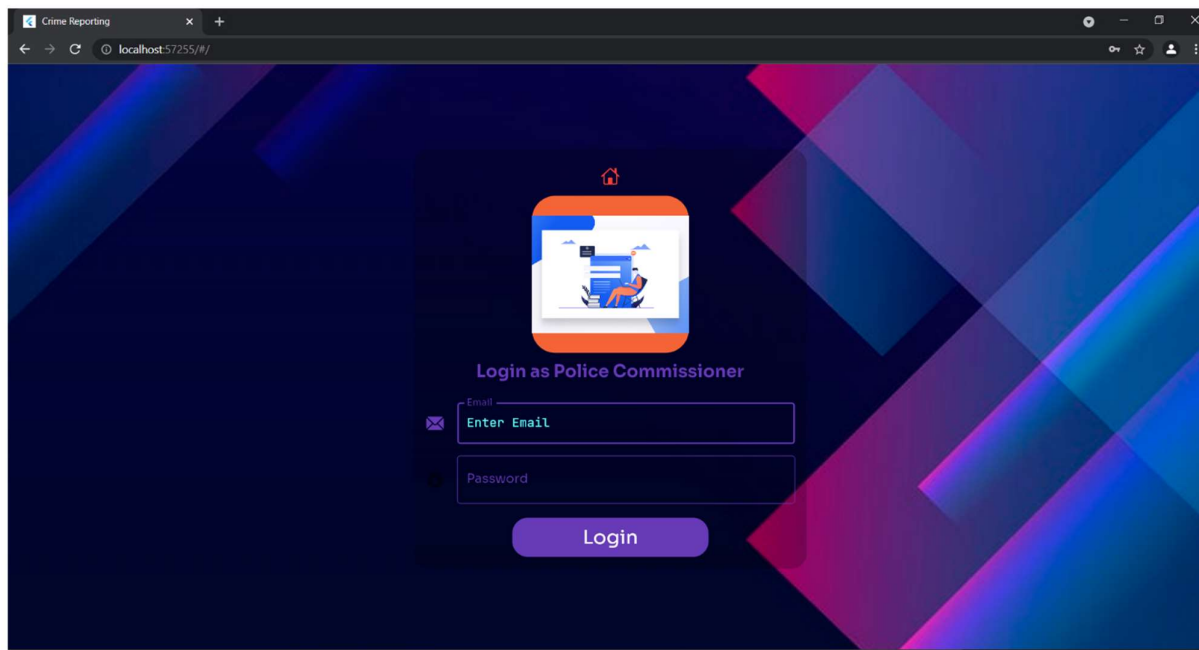 Crime Reporting
localhost:57255/#/
Login as Police Commissioner
Email
Enter Email
Password
Login